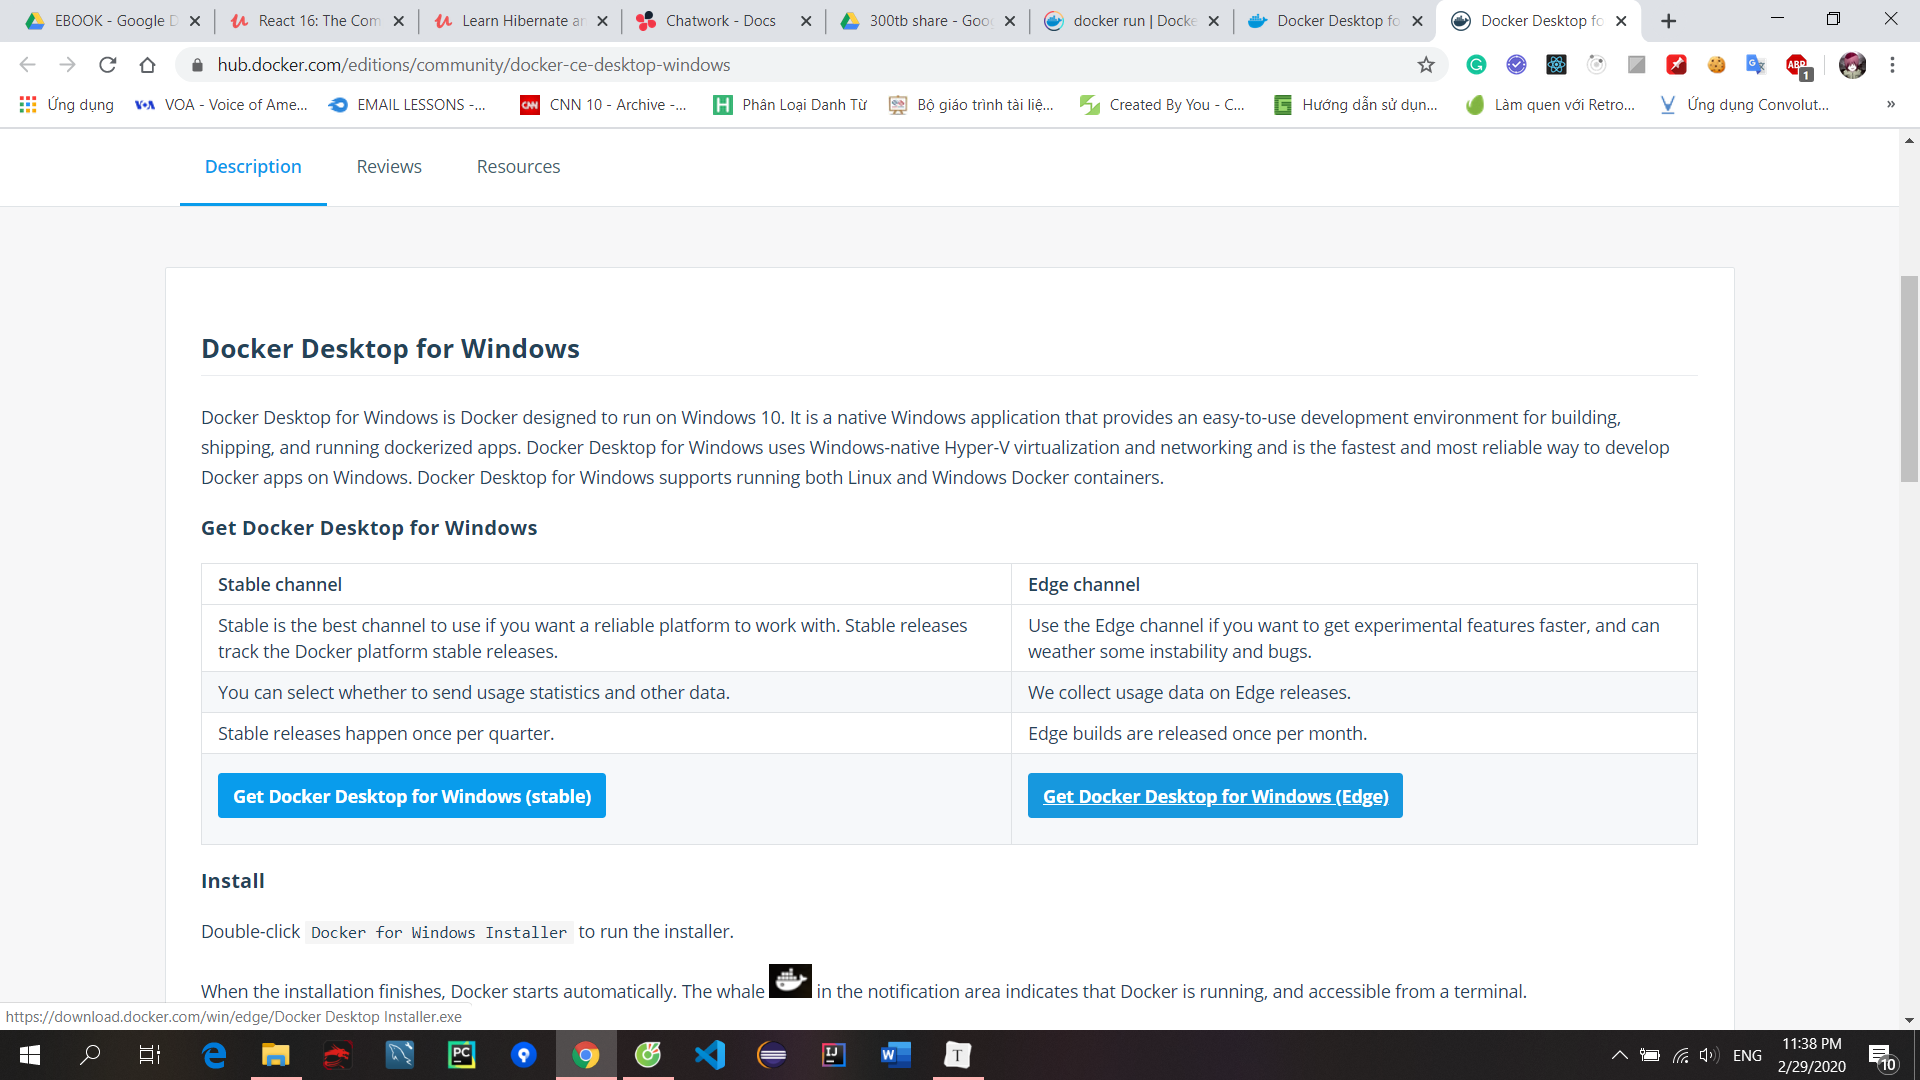 EBOOK - Google D
React 16: The Com
Learn Hibernate an
Chatwork - Docs
300tb share - Goog
docker run | Docke
Docker Desktop fo
Docker Desktop fo
hub.docker.com/editions/community/docker-ce-desktop-windows
ABP
1
Ứng dụng
VOA - Voice of Ame...
EMAIL LESSONS -...
CNN 10 - Archive -...
Phân Loại Danh Từ
Bộ giáo trình tài liệ...
Created By You - C...
Hướng dẫn sử dụn...
Làm quen với Retro...
Ứng dụng Convolut...
»
Description
Reviews
Resources
Docker Desktop for Windows
Docker Desktop for Windows is Docker designed to run on Windows 10. It is a native Windows application that provides an easy-to-use development environment for building,
shipping, and running dockerized apps. Docker Desktop for Windows uses Windows-native Hyper-V virtualization and networking and is the fastest and most reliable way to develop
Docker apps on Windows. Docker Desktop for Windows supports running both Linux and Windows Docker containers.
Get Docker Desktop for Windows
Stable channel
Edge channel
Stable is the best channel to use if you want a reliable platform to work with. Stable releases
track the Docker platform stable releases.
Use the Edge channel if you want to get experimental features faster, and can
weather some instability and bugs.
You can select whether to send usage statistics and other data.
We collect usage data on Edge releases.
Stable releases happen once per quarter.
Edge builds are released once per month.
Get Docker Desktop for Windows (stable)
Get Docker Desktop for Windows (Edge)
Install
Double-click Docker for Windows Installer to run the installer.
When the installation finishes, Docker starts automatically. The whale in the notification area indicates that Docker is running, and accessible from a terminal.
https://download.docker.com/win/edge/Docker Desktop Installer.exe
PC
IJ
W
T
ENG
11:38 PM
2/29/2020
10